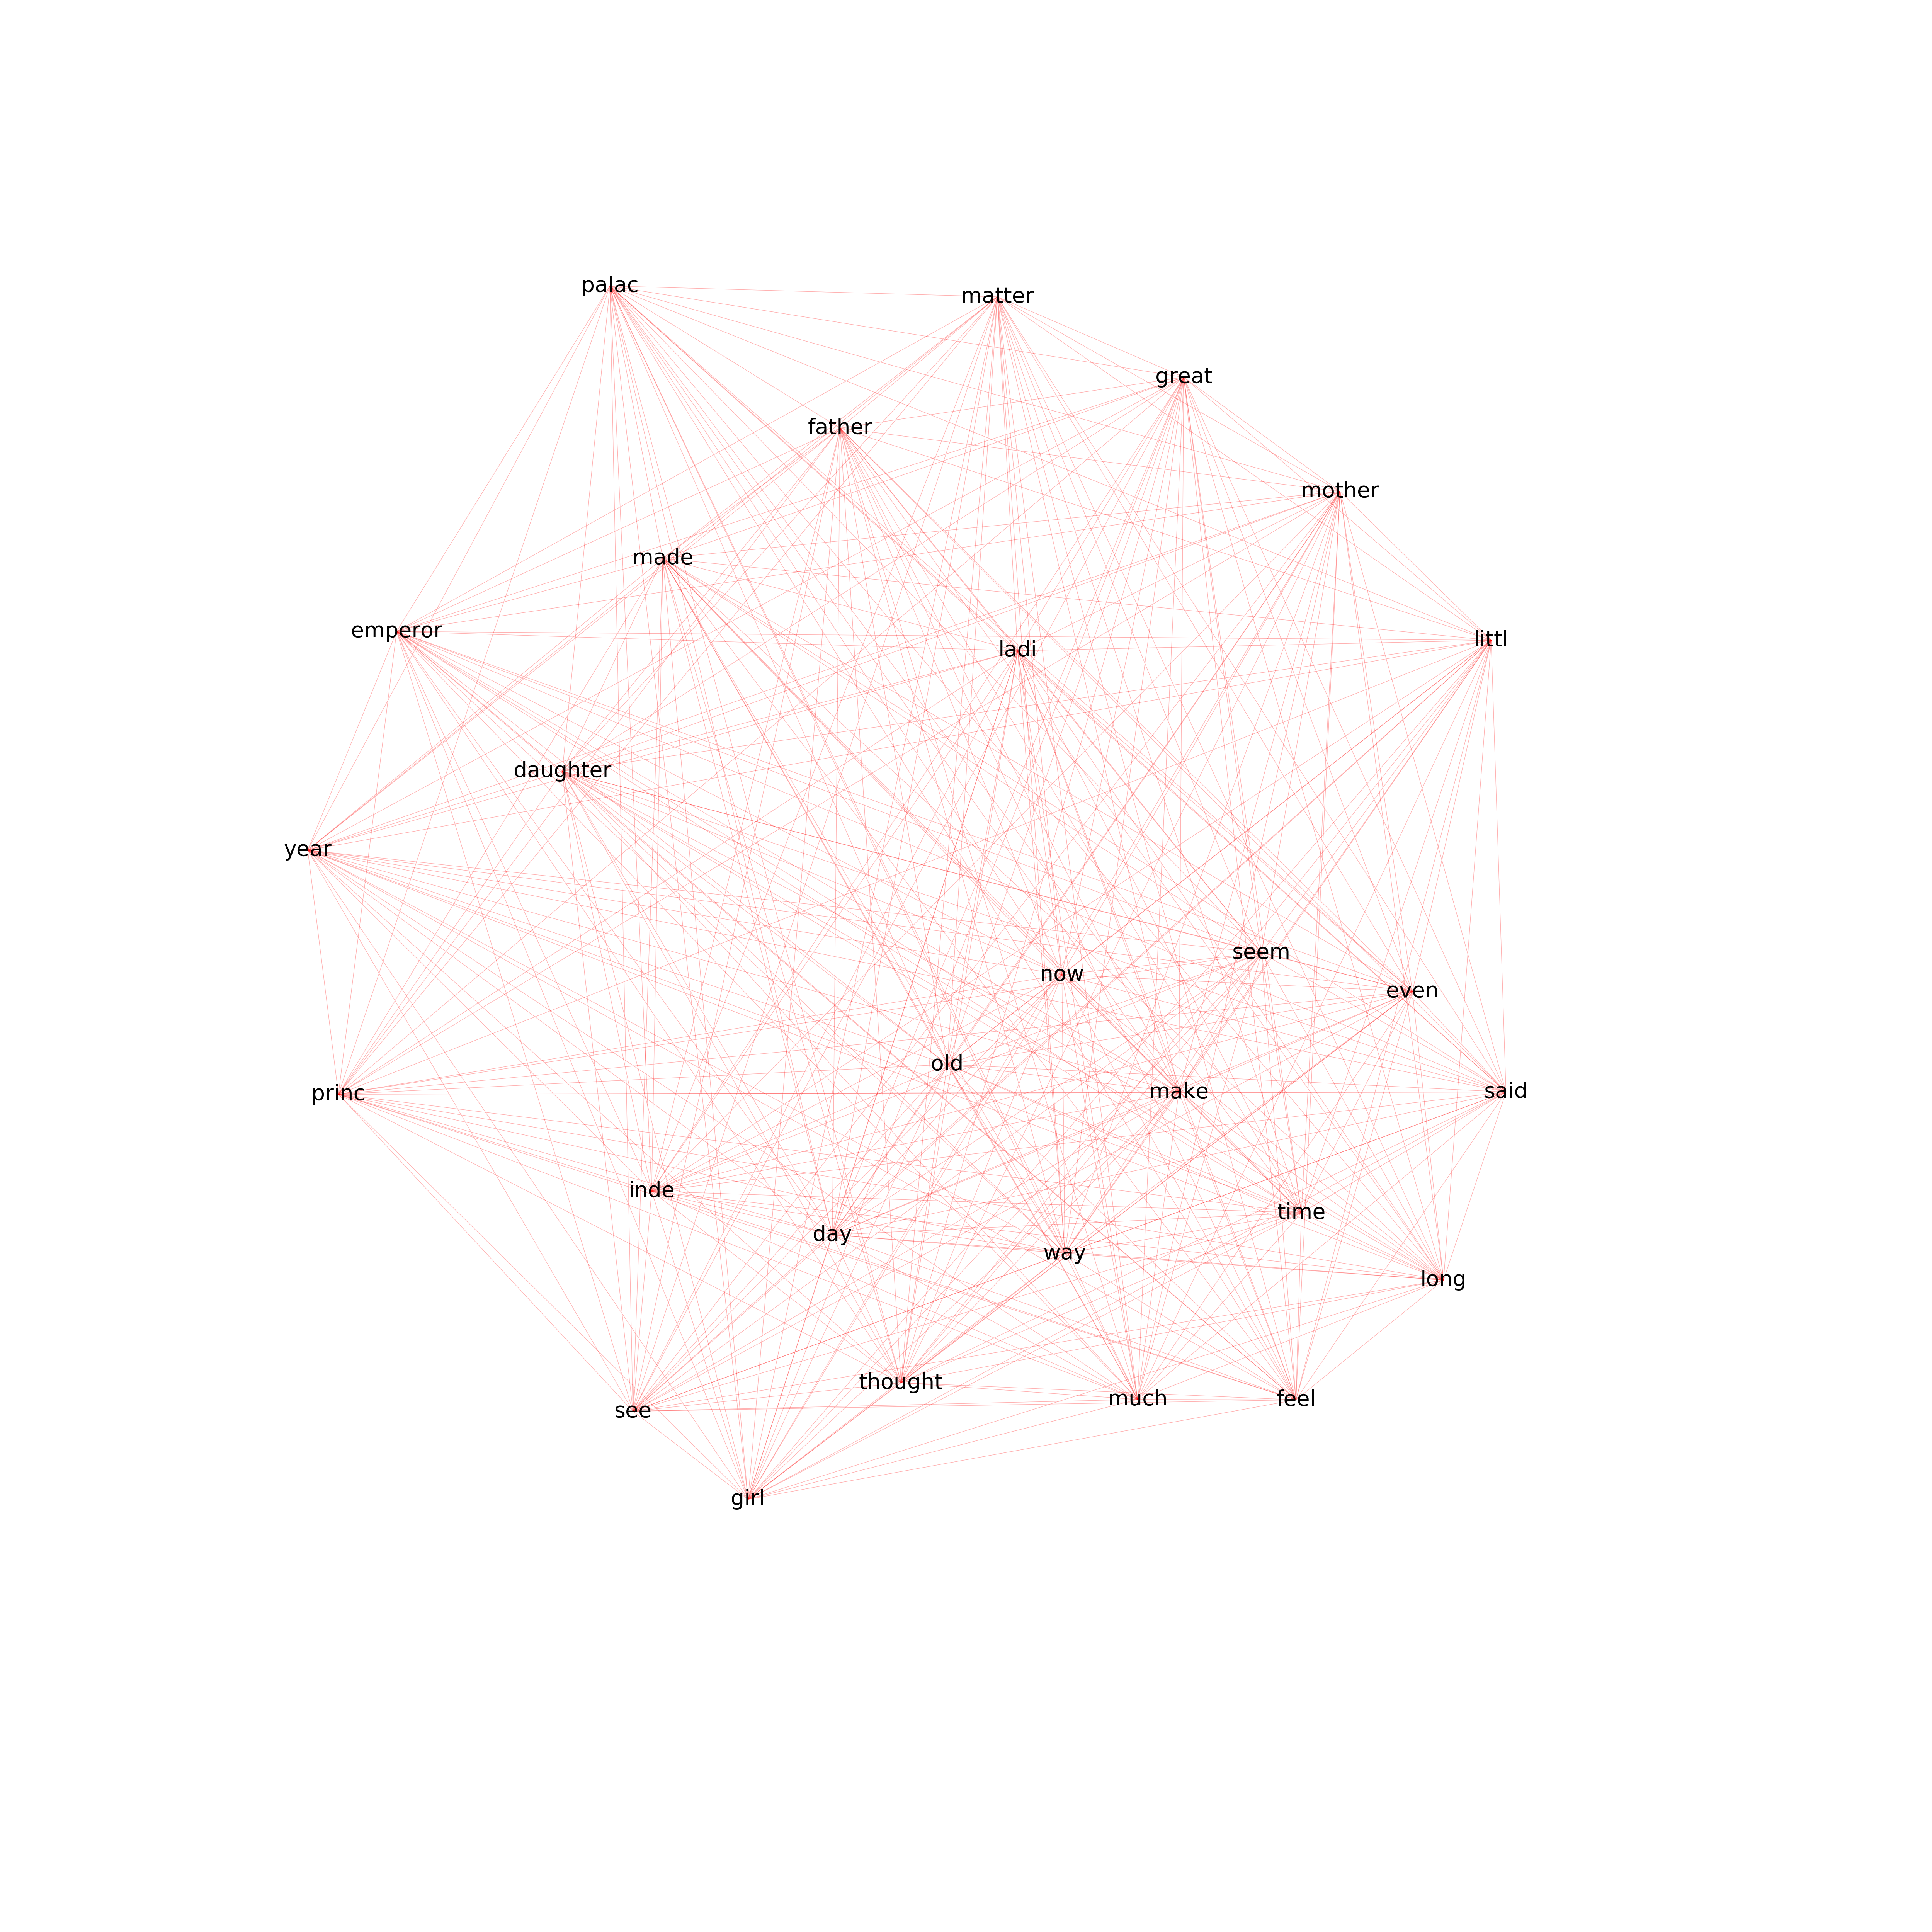 palac
matter
great
father
mother
made
emperor
littl
ladi
daughter
year
seem
now
even
old
make
said
princ
inde
time
day
way
long
thought
much
feel
see
girl